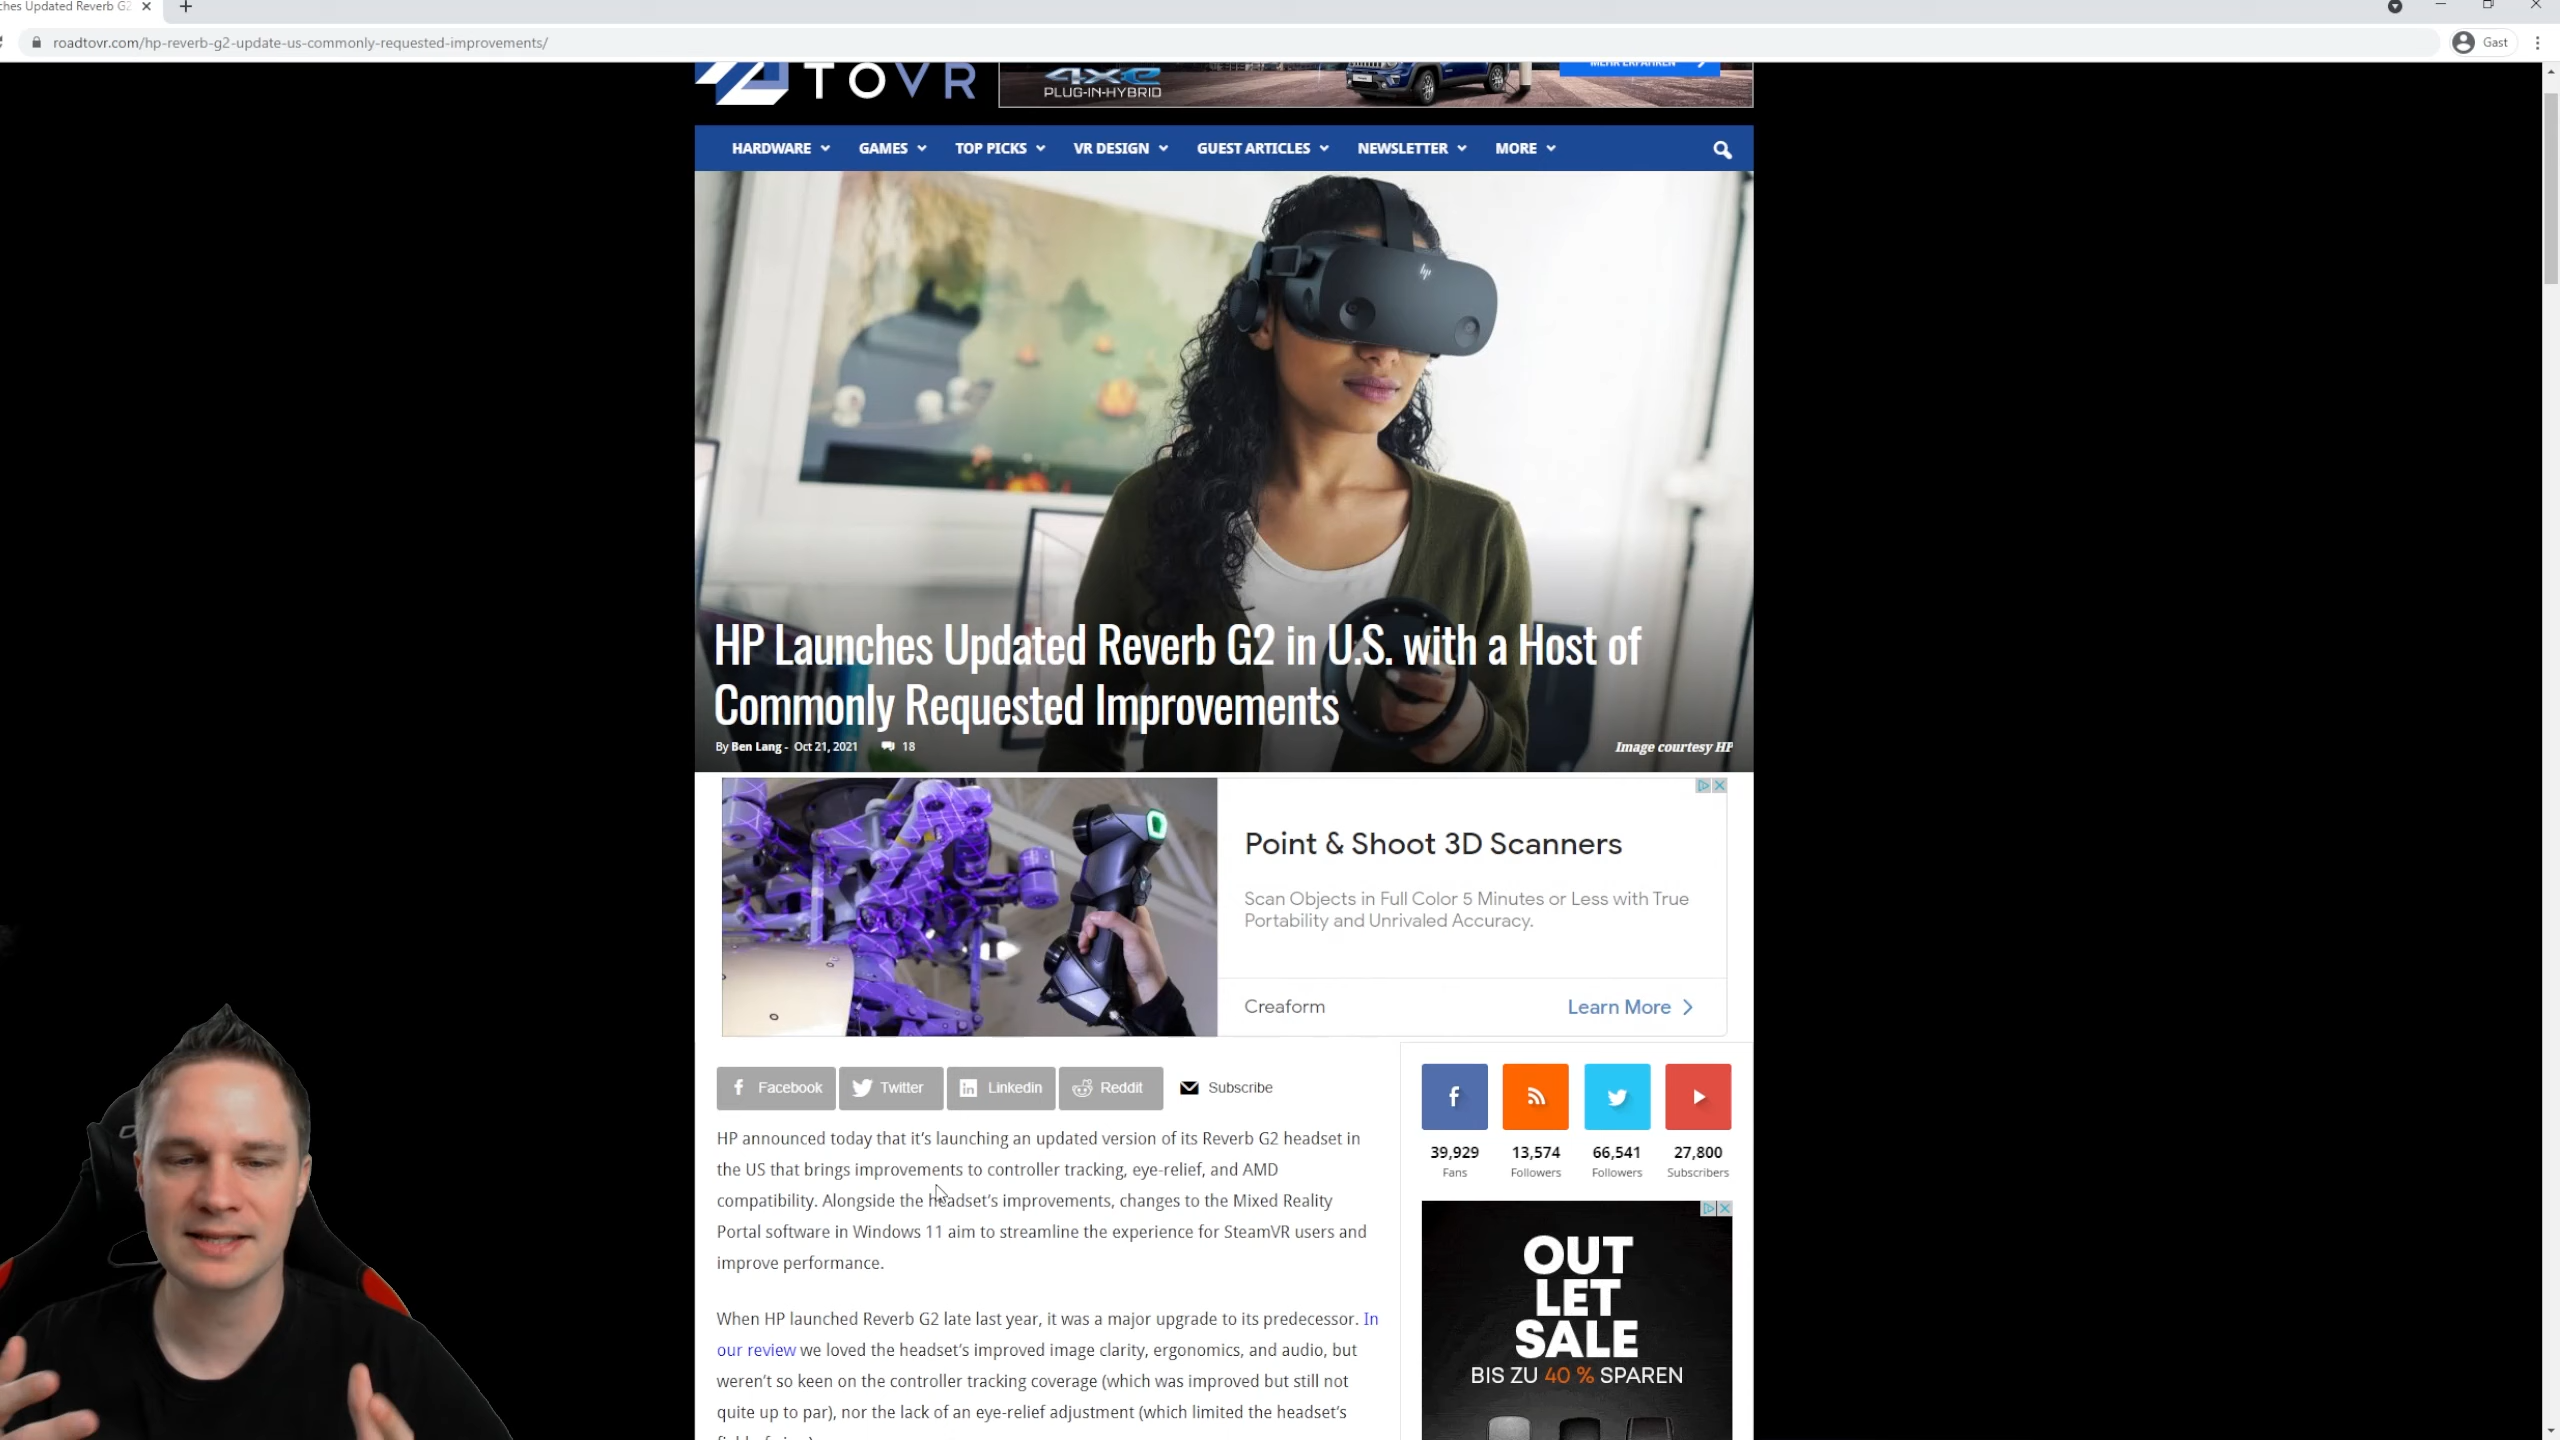 ches Updated Reverb G2
roadtovr.com/hp-reverb-g2-update-us-commonly-requested-improvements/
Gast
TOVR
4xe
PLUG-IN-HYBRID
MEHR ERFAHREN
HARDWARE
GAMES
TOP PICKS
VR DESIGN
GUEST ARTICLES
NEWSLETTER
MORE
hp
HP Launches Updated Reverb G2 in U.S. with a Host of
Commonly Requested Improvements
By Ben Lang - Oct 21, 2021 18
Image courtesy HP
Point & Shoot 3D Scanners
Scan Objects in Full Color 5 Minutes or Less with True
Portability and Unrivaled Accuracy.
Creaform
Learn More
Facebook
Twitter
Linkedin
Reddit
Subscribe
HP announced today that it's launching an updated version of its Reverb G2 headset in
the US that brings improvements to controller tracking, eye-relief, and AMD
compatibility. Alongside the headset's improvements, changes to the Mixed Reality
Portal software in Windows 11 aim to streamline the experience for SteamVR users and
improve performance.
When HP launched Reverb G2 late last year, it was a major upgrade to its predecessor. In
our review we loved the headset's improved image clarity, ergonomics, and audio, but
weren't so keen on the controller tracking coverage (which was improved but still not
quite up to par), nor the lack of an eye-relief adjustment (which limited the headset's
39,929
Fans
13,574
Followers
66,541
Followers
27,800
Subscribers
OUT
LET
SALE
BIS ZU 40 % SPAREN